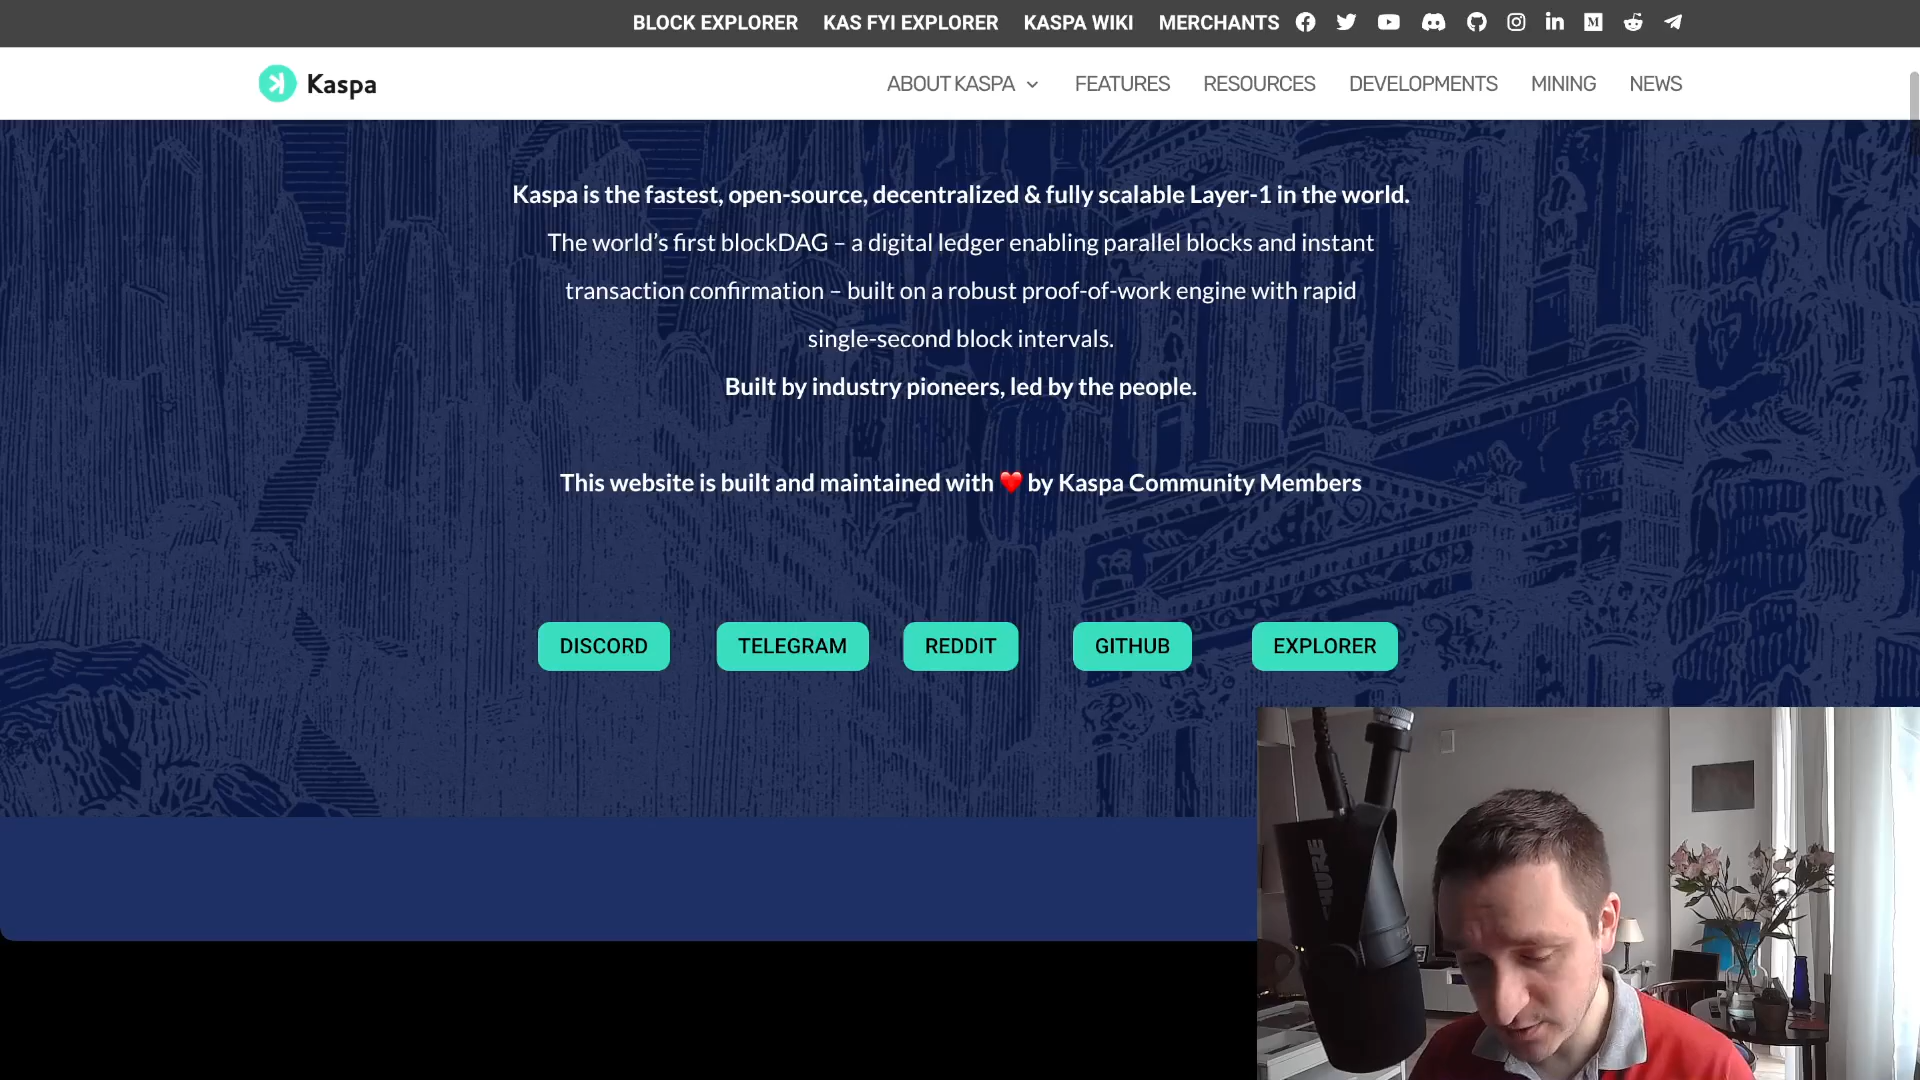 BLOCK EXPLORER KAS FYI EXPLORER KASPA WIKI MERCHANTS
Kaspa
ABOUT KASPA FEATURES RESOURCES DEVELOPMENTS MINING NEWS
Kaspa is the fastest, open-source, decentralized & fully scalable Layer-1 in the world.
The world’s first blockDAG – a digital ledger enabling parallel blocks and instant
transaction confirmation – built on a robust proof-of-work engine with rapid
single-second block intervals.
Built by industry pioneers, led by the people.
This website is built and maintained with ❤️ by Kaspa Community Members
DISCORD TELEGRAM REDDIT GITHUB EXPLORER
SHURE